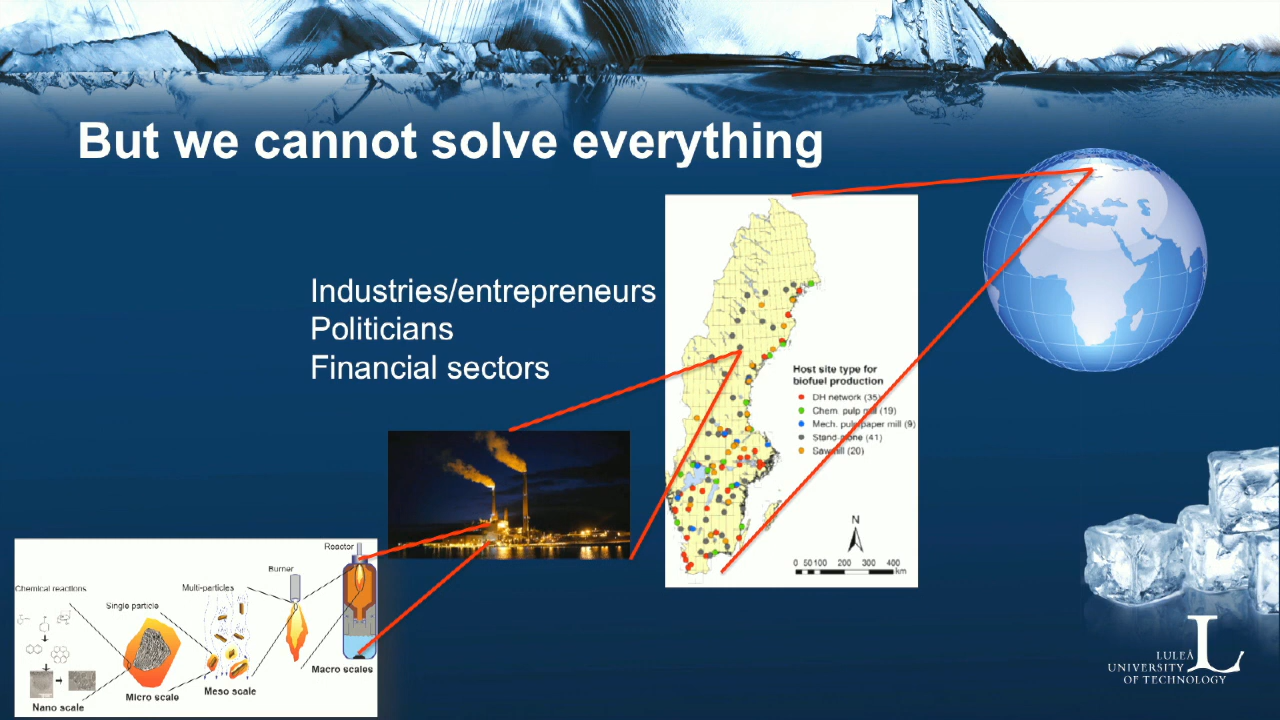 But we cannot solve everything
Industries/entrepreneurs
Politicians
Financial sectors
Host site type for
biofuel production
DH network (35)
Chem. pulp mill (19)
Mech. pulp/paper mill (9)
Stand-alone (41)
Sawmill (20)
N
0 50 100 200 300 400
km
Reactor
Burner
Multi-particles
Chemical reactions
Single particle
Macro scales
Meso scale
Micro scale
Nano scale
LULEÅ
UNIVERSITY
OF TECHNOLOGY
L